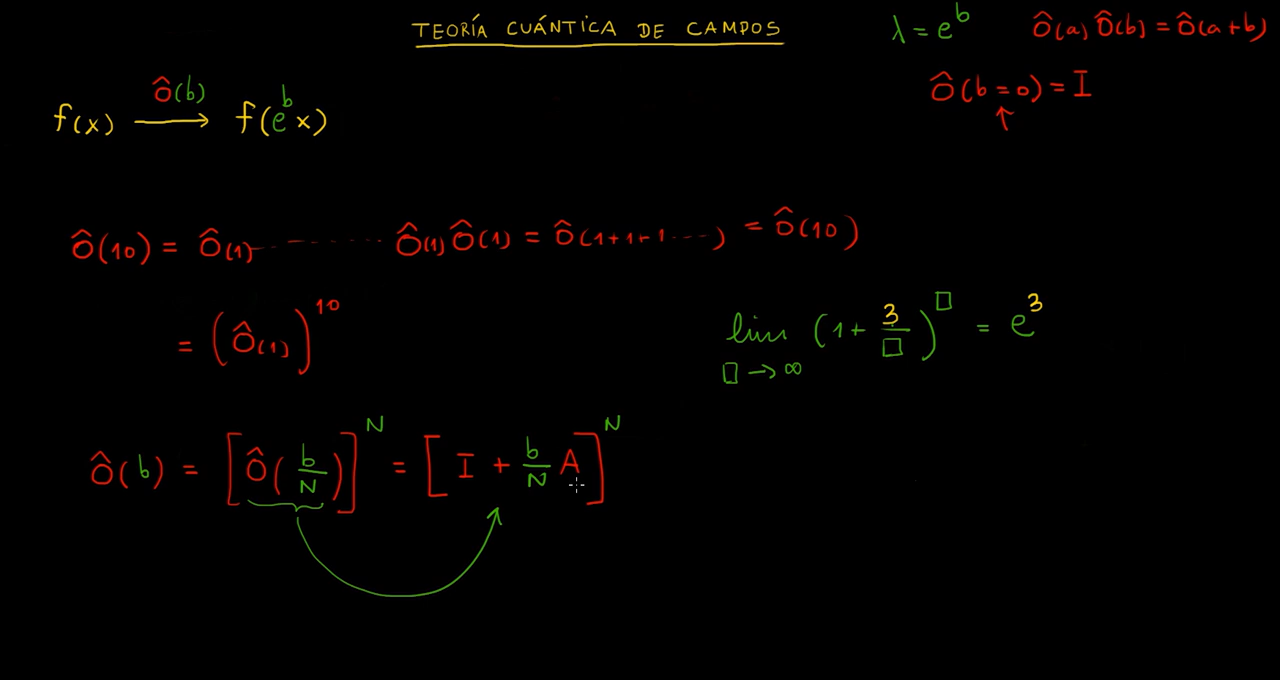 TEORÍA CUÁNTICA DE CAMPOS
λ = e^b    Ô(a) Ô(b) = Ô(a+b)
Ô(b=0) = I
↑
f(x) —Ô(b)→ f(e^b x)
Ô(10) = Ô(1) ········ Ô(1) Ô(1) = Ô(1+1+1····) = Ô(10)
= (Ô(1))^10
lim □→∞ (1 + 3/□)^□ = e^3
Ô(b) = [Ô(b/N)]^N = [I + b/N A]^N